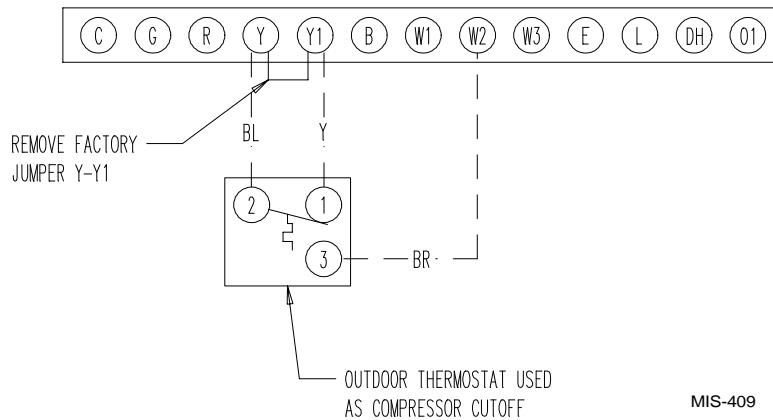 C G R Y Y1 B W1 W2 W3 E L DH O1
BL Y
REMOVE FACTORY
JUMPER Y-Y1
2 1
3 BR
OUTDOOR THERMOSTAT USED
AS COMPRESSOR CUTOFF
MIS-409